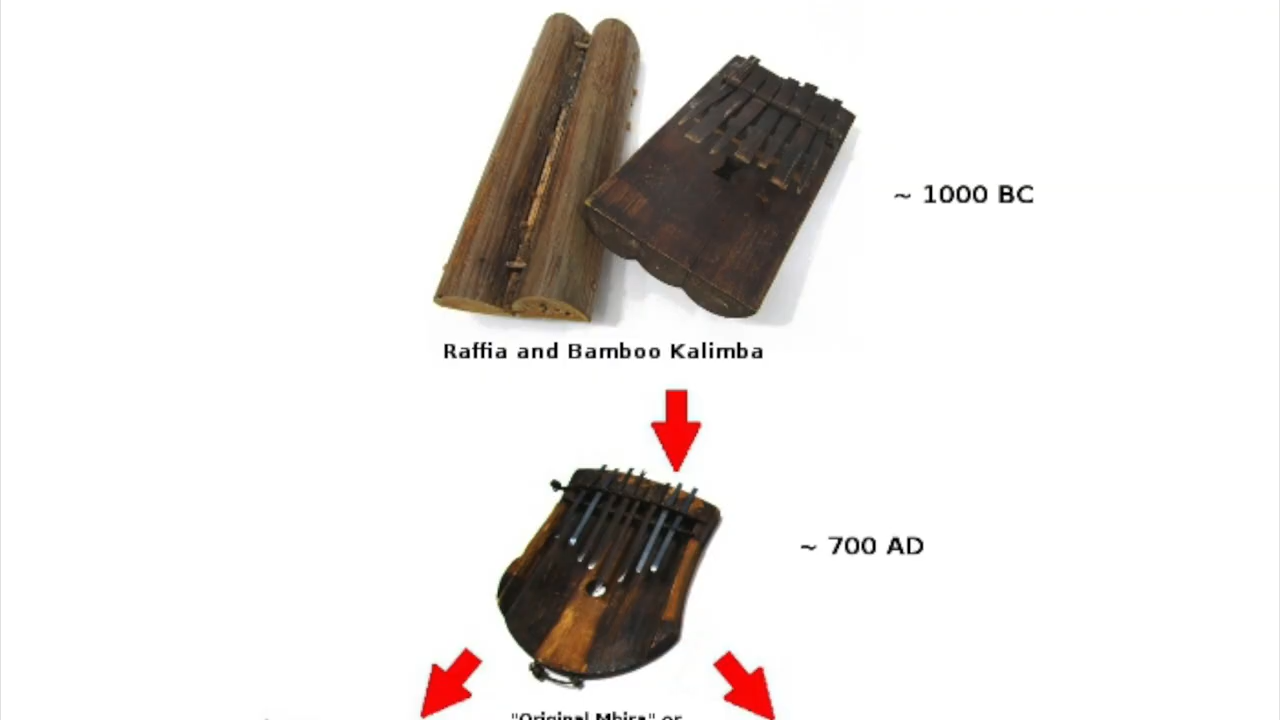 ~ 1000 BC
Raffia and Bamboo Kalimba
~ 700 AD
"Original Mbira" or